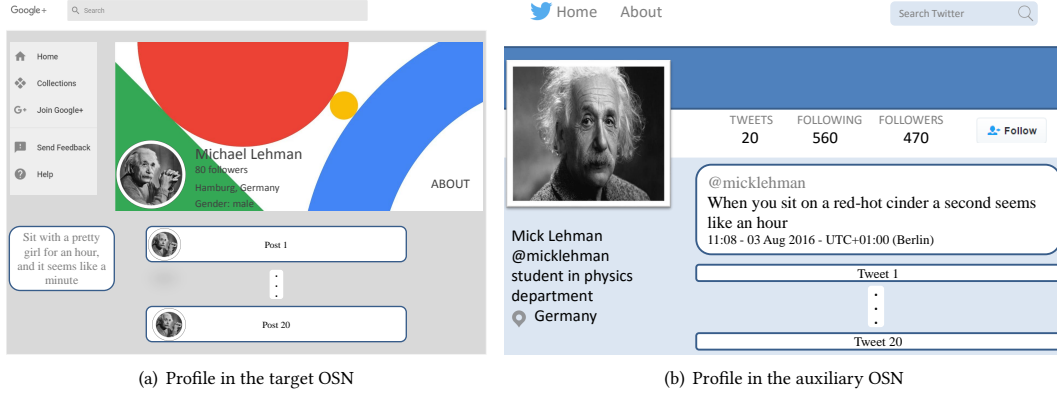 Google+
Search
Home
Collections
Join Google+
Send Feedback
Help
Michael Lehman
80 followers
Hamburg, Germany
Gender: male
ABOUT
Sit with a pretty
girl for an hour,
and it seems like a
minute
Post 1
Post 20
(a) Profile in the target OSN
Home About
Search Twitter
TWEETS FOLLOWING FOLLOWERS
20 560 470
Follow
Mick Lehman
@micklehman
student in physics
department
Germany
@micklehman
When you sit on a red-hot cinder a second seems
like an hour
11:08 - 03 Aug 2016 - UTC+01:00 (Berlin)
Tweet 1
Tweet 20
(b) Profile in the auxiliary OSN